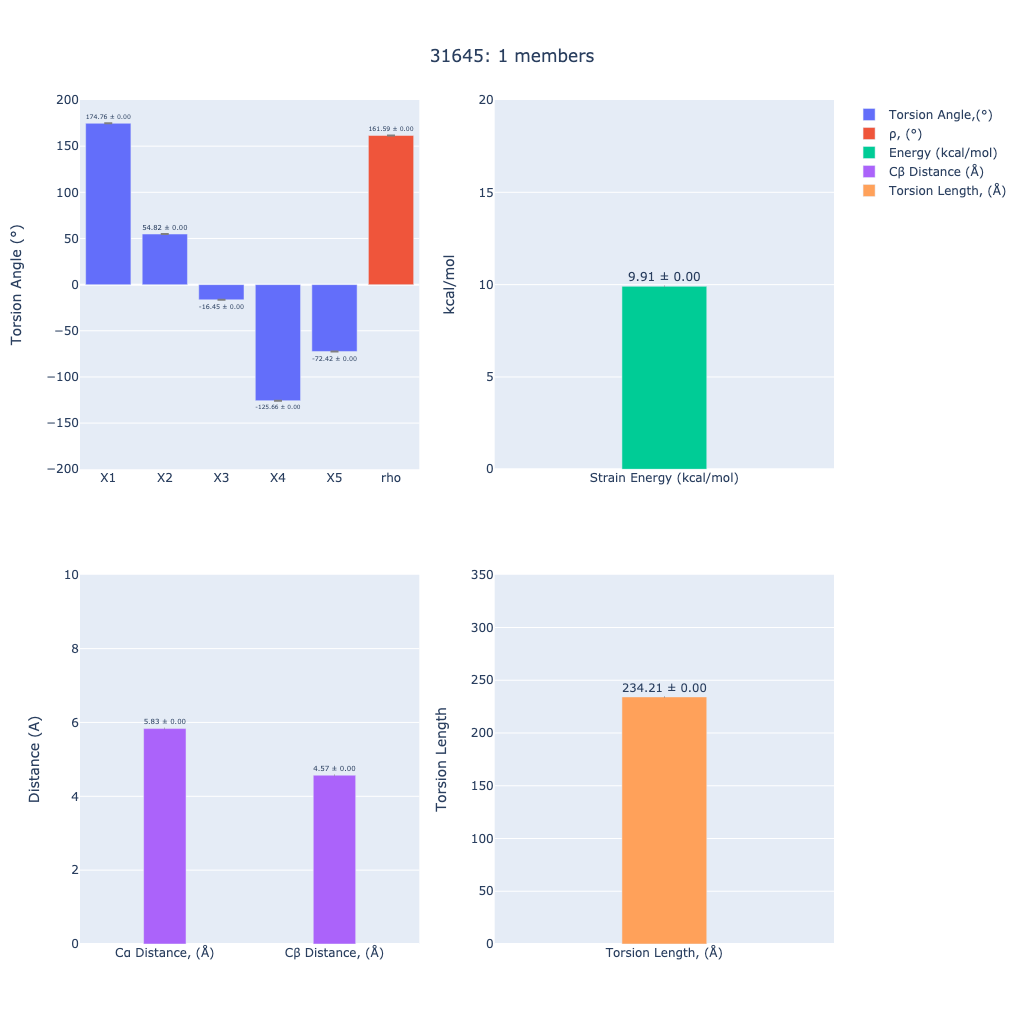 31645: 1 members
Torsion Angle (°)
200
150
100
50
0
−50
−100
−150
−200
174.76 ± 0.00
54.82 ± 0.00
-16.45 ± 0.00
-125.66 ± 0.00
-72.42 ± 0.00
161.59 ± 0.00
X1 X2 X3 X4 X5 rho
kcal/mol
20
15
10
5
0
9.91 ± 0.00
Strain Energy (kcal/mol)
Torsion Angle,(°)
ρ, (°)
Energy (kcal/mol)
Cβ Distance (Å)
Torsion Length, (Å)
Distance (A)
10
8
6
4
2
0
5.83 ± 0.00
4.57 ± 0.00
Cα Distance, (Å) Cβ Distance, (Å)
Torsion Length
350
300
250
200
150
100
50
0
234.21 ± 0.00
Torsion Length, (Å)